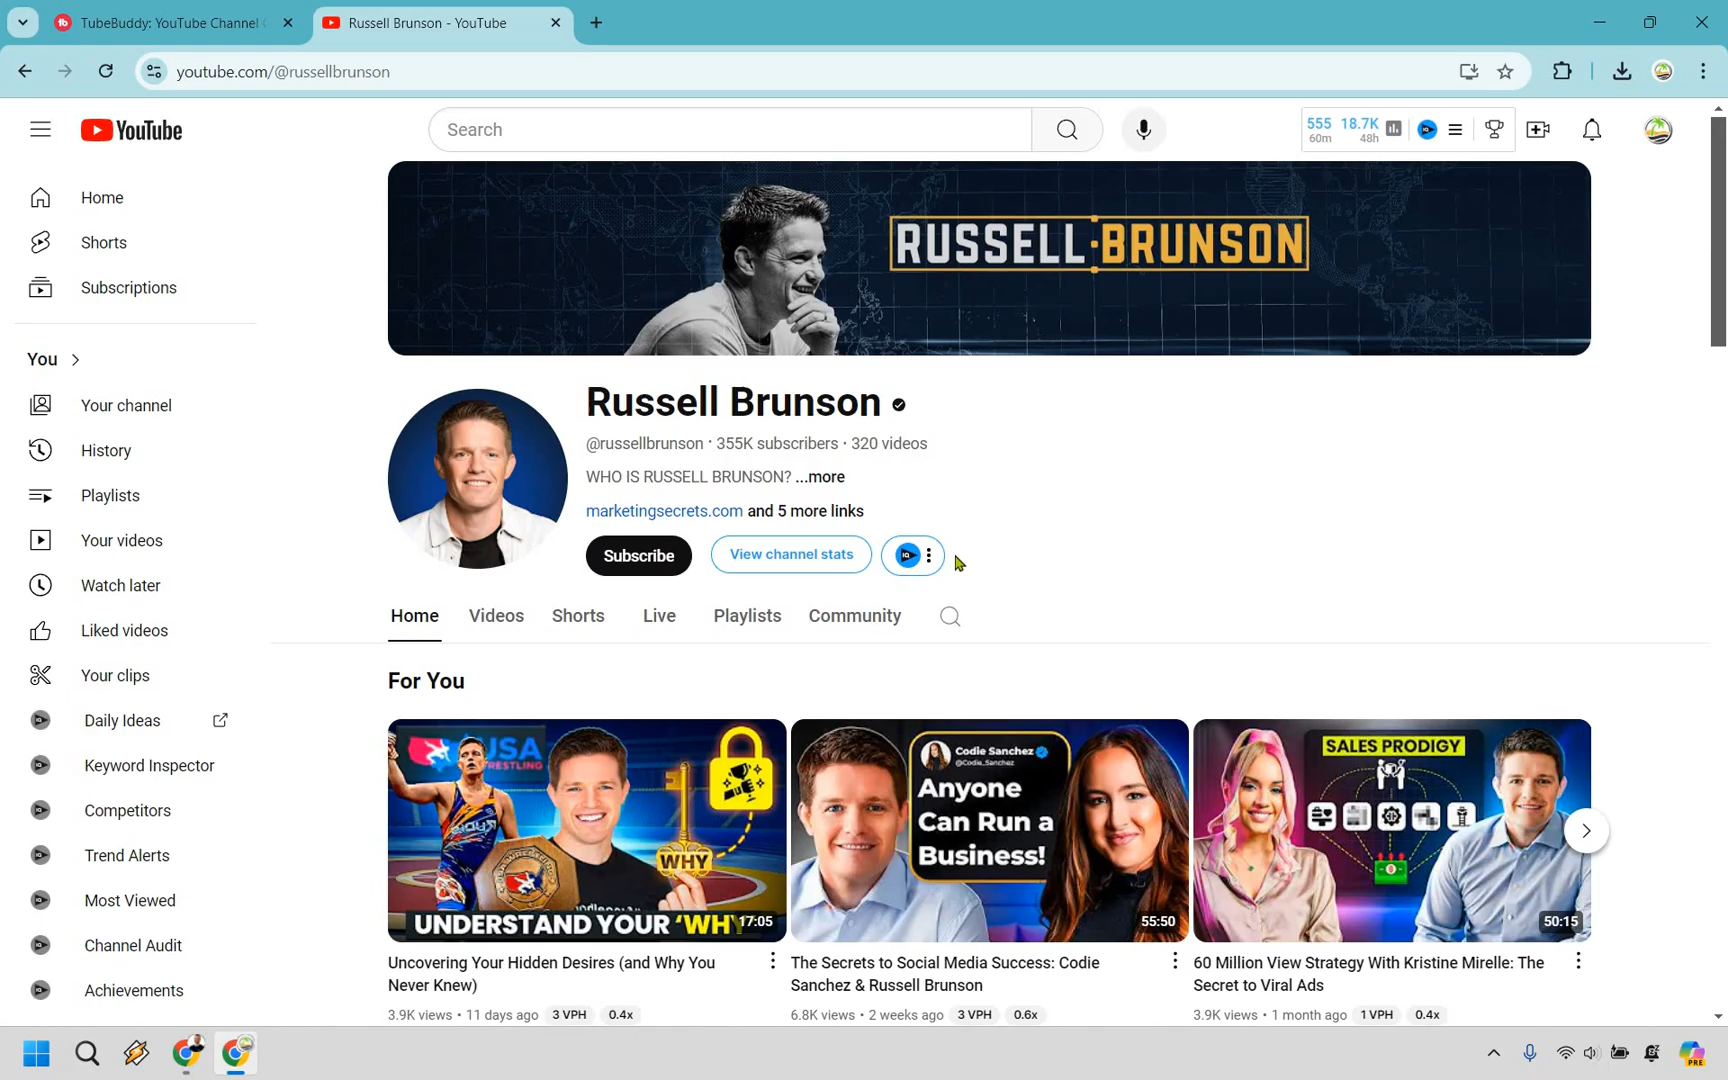 TubeBuddy: YouTube Channel
Russell Brunson - YouTube
youtube.com/@russellbrunson
YouTube
Search
555 18.7K
60m 48h
IQ
RUSSELL·BRUNSON
Home
Shorts
Subscriptions
You
Your channel
History
Playlists
Your videos
Watch later
Liked videos
Your clips
Daily Ideas
Keyword Inspector
Competitors
Trend Alerts
Most Viewed
Channel Audit
Achievements
Russell Brunson
@russellbrunson · 355K subscribers · 320 videos
WHO IS RUSSELL BRUNSON? ...more
marketingsecrets.com and 5 more links
Subscribe
View channel stats
IQ
Home Videos Shorts Live Playlists Community
For You
USA
WRESTLING
WHY
UNDERSTAND YOUR 'WHY
17:05
Uncovering Your Hidden Desires (and Why You
Never Knew)
3.9K views • 11 days ago 3 VPH 0.4x
Codie Sanchez
@Codie_Sanchez
Anyone
Can Run a
Business!
55:50
The Secrets to Social Media Success: Codie
Sanchez & Russell Brunson
6.8K views • 2 weeks ago 3 VPH 0.6x
SALES PRODIGY
50:15
60 Million View Strategy With Kristine Mirelle: The
Secret to Viral Ads
3.9K views • 1 month ago 1 VPH 0.4x
PRE